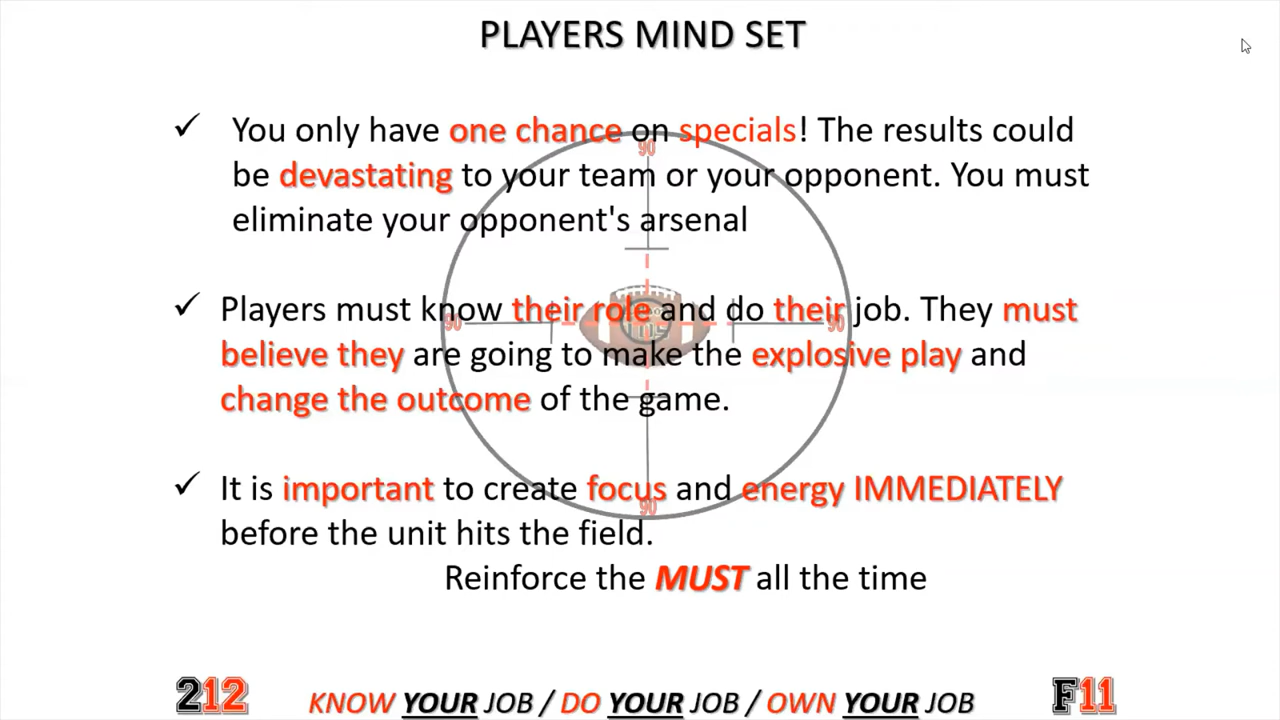 PLAYERS MIND SET
✓ You only have one chance on specials! The results could
be devastating to your team or your opponent. You must
eliminate your opponent's arsenal
✓ Players must know their role and do their job. They must
believe they are going to make the explosive play and
change the outcome of the game.
✓ It is important to create focus and energy IMMEDIATELY
before the unit hits the field.
Reinforce the MUST all the time
90
90
90
90
212
KNOW YOUR JOB / DO YOUR JOB / OWN YOUR JOB
F11